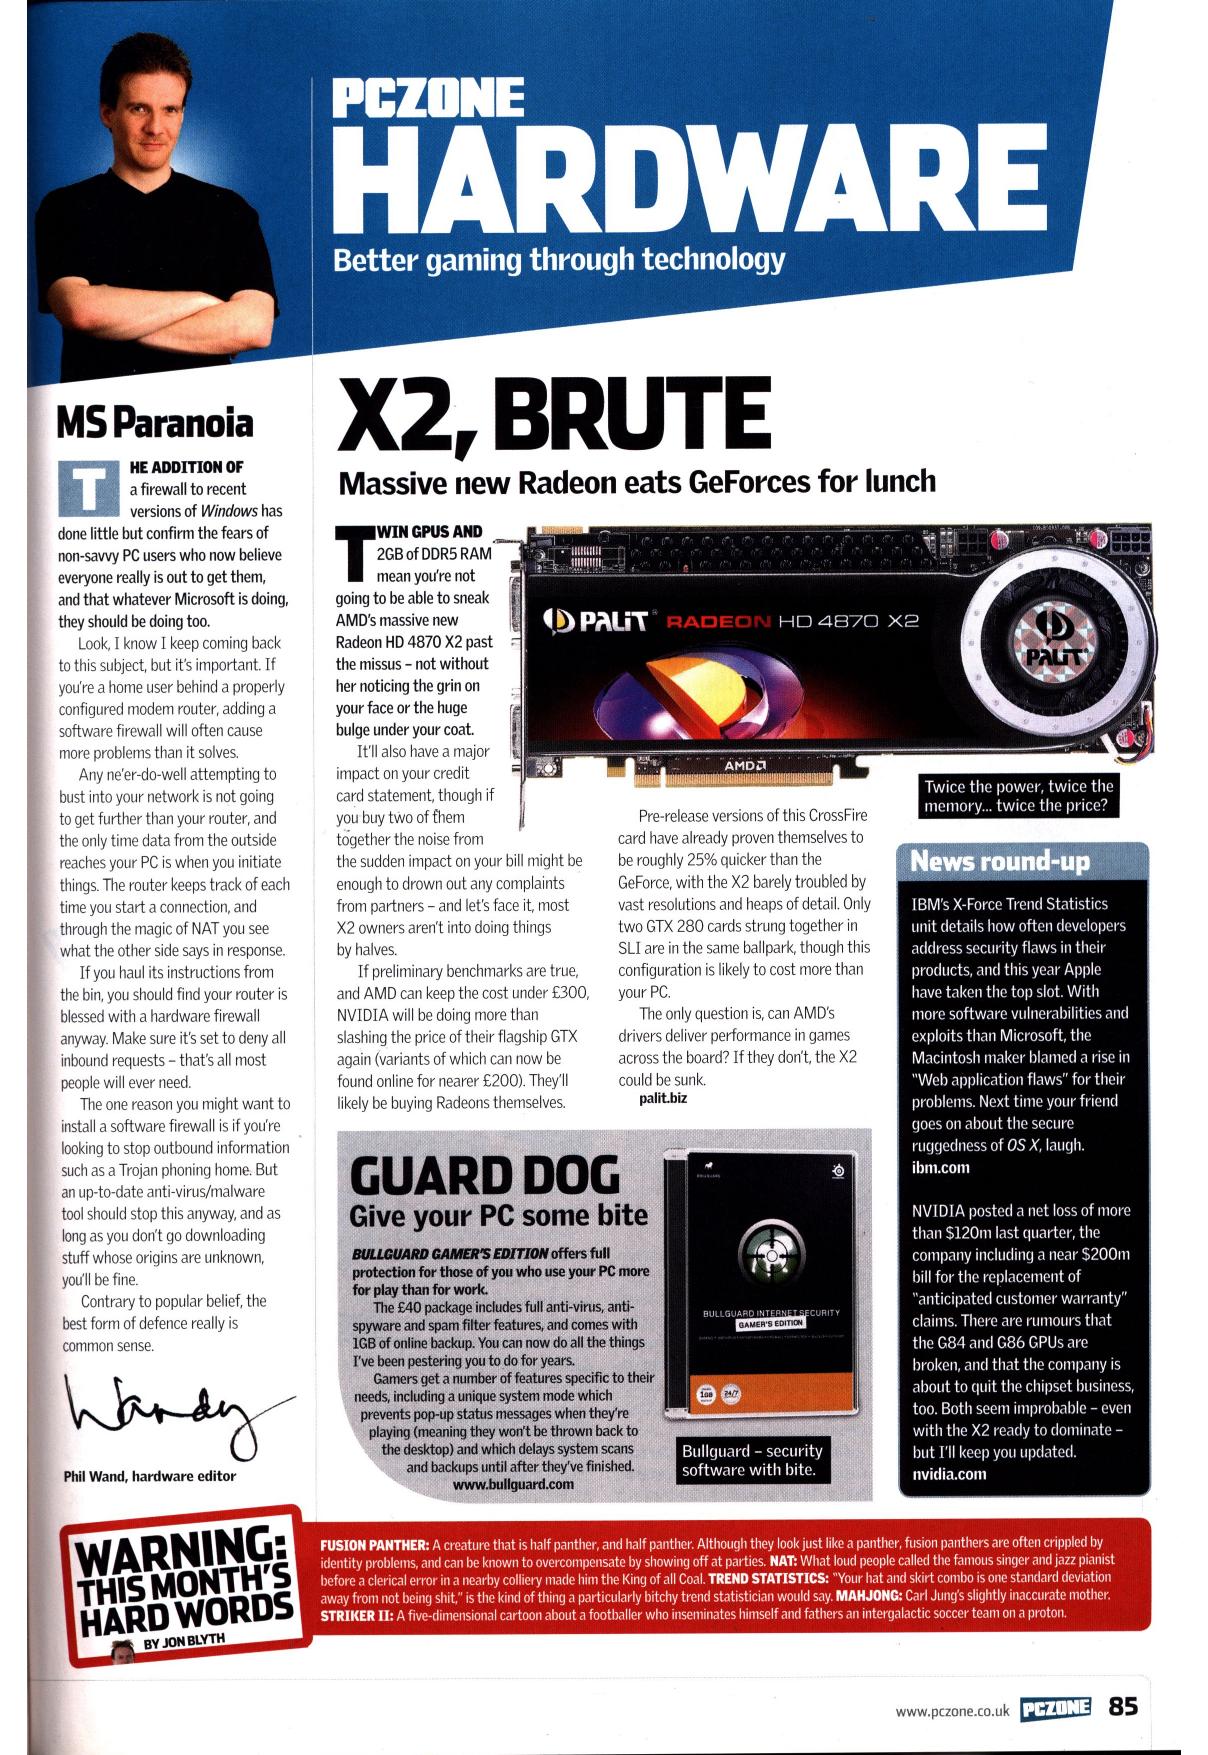 PCZONE
HARDWARE
Better gaming through technology
MS Paranoia
THE ADDITION OF
a firewall to recent
versions of Windows has
done little but confirm the fears of
non-savvy PC users who now believe
everyone really is out to get them,
and that whatever Microsoft is doing,
they should be doing too.
Look, I know I keep coming back
to this subject, but it's important. If
you're a home user behind a properly
configured modem router, adding a
software firewall will often cause
more problems than it solves.
Any ne'er-do-well attempting to
bust into your network is not going
to get further than your router, and
the only time data from the outside
reaches your PC is when you initiate
things. The router keeps track of each
time you start a connection, and
through the magic of NAT you see
what the other side says in response.
If you haul its instructions from
the bin, you should find your router is
blessed with a hardware firewall
anyway. Make sure it's set to deny all
inbound requests – that's all most
people will ever need.
The one reason you might want to
install a software firewall is if you're
looking to stop outbound information
such as a Trojan phoning home. But
an up-to-date anti-virus/malware
tool should stop this anyway, and as
long as you don't go downloading
stuff whose origins are unknown,
you'll be fine.
Contrary to popular belief, the
best form of defence really is
common sense.
Wandy
Phil Wand, hardware editor
X2, BRUTE
Massive new Radeon eats GeForces for lunch
TWIN GPUS AND
2GB of DDR5 RAM
mean you're not
going to be able to sneak
AMD's massive new
Radeon HD 4870 X2 past
the missus – not without
her noticing the grin on
your face or the huge
bulge under your coat.
It'll also have a major
impact on your credit
card statement, though if
you buy two of them
together the noise from
the sudden impact on your bill might be
enough to drown out any complaints
from partners – and let's face it, most
X2 owners aren't into doing things
by halves.
If preliminary benchmarks are true,
and AMD can keep the cost under £300,
NVIDIA will be doing more than
slashing the price of their flagship GTX
again (variants of which can now be
found online for nearer £200). They'll
likely be buying Radeons themselves.
PALIT RADEON HD 4870 X2
PALIT
AMD
Twice the power, twice the
memory... twice the price?
Pre-release versions of this CrossFire
card have already proven themselves to
be roughly 25% quicker than the
GeForce, with the X2 barely troubled by
vast resolutions and heaps of detail. Only
two GTX 280 cards strung together in
SLI are in the same ballpark, though this
configuration is likely to cost more than
your PC.
The only question is, can AMD's
drivers deliver performance in games
across the board? If they don't, the X2
could be sunk.
palit.biz
News round-up
IBM's X-Force Trend Statistics
unit details how often developers
address security flaws in their
products, and this year Apple
have taken the top slot. With
more software vulnerabilities and
exploits than Microsoft, the
Macintosh maker blamed a rise in
"Web application flaws" for their
problems. Next time your friend
goes on about the secure
ruggedness of OS X, laugh.
ibm.com
NVIDIA posted a net loss of more
than $120m last quarter, the
company including a near $200m
bill for the replacement of
"anticipated customer warranty"
claims. There are rumours that
the G84 and G86 GPUs are
broken, and that the company is
about to quit the chipset business,
too. Both seem improbable – even
with the X2 ready to dominate –
but I'll keep you updated.
nvidia.com
GUARD DOG
Give your PC some bite
BULLGUARD GAMER'S EDITION offers full
protection for those of you who use your PC more
for play than for work.
The £40 package includes full anti-virus, anti-
spyware and spam filter features, and comes with
1GB of online backup. You can now do all the things
I've been pestering you to do for years.
Gamers get a number of features specific to their
needs, including a unique system mode which
prevents pop-up status messages when they're
playing (meaning they won't be thrown back to
the desktop) and which delays system scans
and backups until after they've finished.
www.bullguard.com
BULLGUARD INTERNET SECURITY
GAMER'S EDITION
1GB
24/7
Bullguard – security
software with bite.
WARNING:
THIS MONTH'S
HARD WORDS
BY JON BLYTH
FUSION PANTHER: A creature that is half panther, and half panther. Although they look just like a panther, fusion panthers are often crippled by
identity problems, and can be known to overcompensate by showing off at parties. NAT: What loud people called the famous singer and jazz pianist
before a clerical error in a nearby colliery made him the King of all Coal. TREND STATISTICS: "Your hat and skirt combo is one standard deviation
away from not being shit," is the kind of thing a particularly bitchy trend statistician would say. MAHJONG: Carl Jung's slightly inaccurate mother.
STRIKER II: A five-dimensional cartoon about a footballer who inseminates himself and fathers an intergalactic soccer team on a proton.
www.pczone.co.uk PCZONE 85